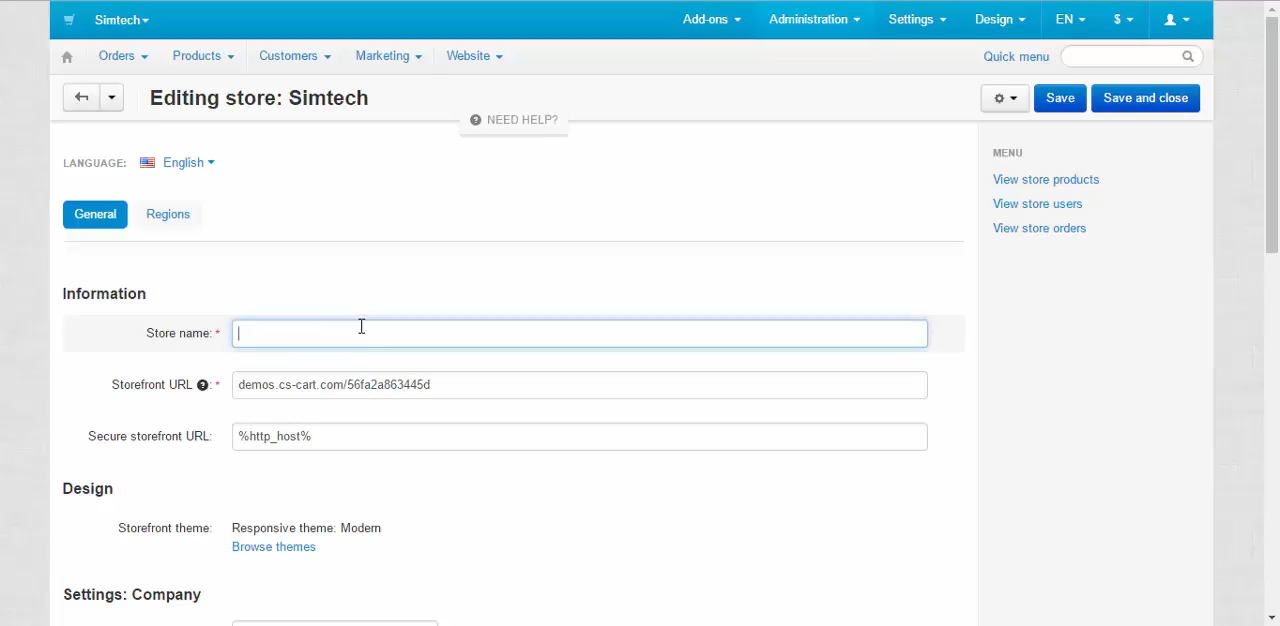 Simtech
Add-ons
Administration
Settings
Design
EN
$
Orders
Products
Customers
Marketing
Website
Quick menu
Editing store: Simtech
Save
Save and close
? NEED HELP?
LANGUAGE: English
General
Regions
MENU
View store products
View store users
View store orders
Information
Store name: *
Storefront URL ?: * demos.cs-cart.com/56fa2a863445d
Secure storefront URL: %http_host%
Design
Storefront theme: Responsive theme: Modern
Browse themes
Settings: Company